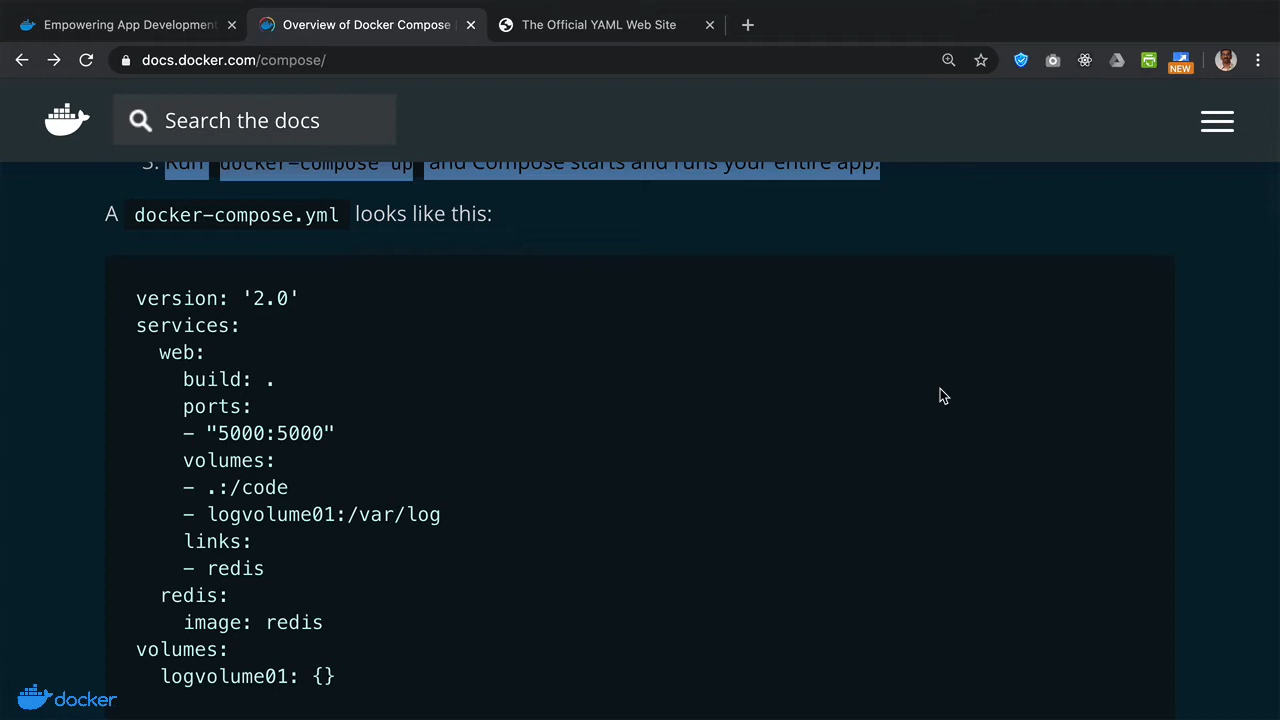 Empowering App Development
Overview of Docker Compose
The Official YAML Web Site
docs.docker.com/compose/
NEW
Search the docs
3. Run docker-compose up and Compose starts and runs your entire app.
A docker-compose.yml looks like this:
version: '2.0'
services:
  web:
    build: .
    ports:
    - "5000:5000"
    volumes:
    - .:/code
    - logvolume01:/var/log
    links:
    - redis
  redis:
    image: redis
volumes:
  logvolume01: {}
docker